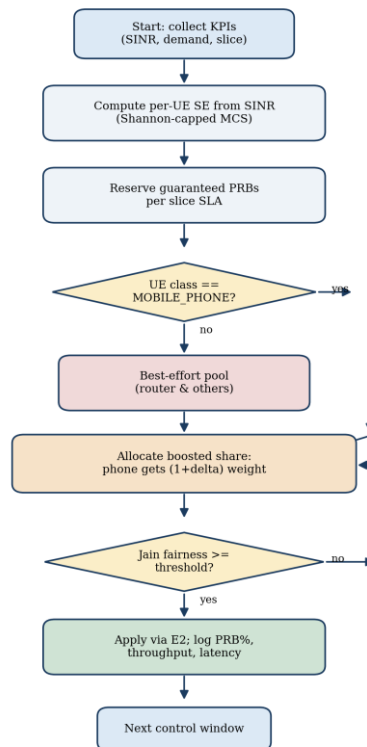 Start: collect KPIs
(SINR, demand, slice)
Compute per-UE SE from SINR
(Shannon-capped MCS)
Reserve guaranteed PRBs
per slice SLA
UE class ==
MOBILE_PHONE?
yes
no
Best-effort pool
(router & others)
Allocate boosted share:
phone gets (1+delta) weight
Jain fairness >=
threshold?
no
yes
Apply via E2; log PRB%,
throughput, latency
Next control window